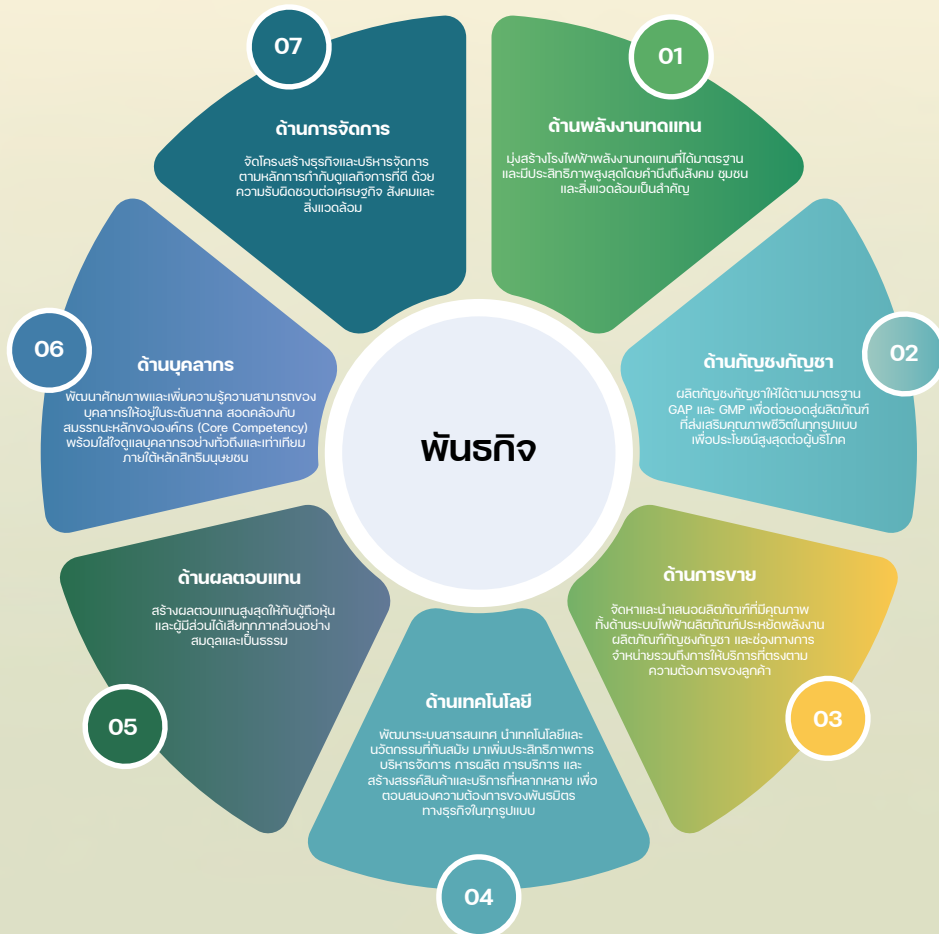 พันธกิจ
01
ด้านพลังงานทดแทน
มุ่งสร้างโรงไฟฟ้าพลังงานทดแทนที่ได้มาตรฐาน
และมีประสิทธิภาพสูงสุดโดยคำนึงถึงสังคม ชุมชน
และสิ่งแวดล้อมเป็นสำคัญ
02
ด้านกัญชงกัญชา
ผลิตกัญชงกัญชาให้ได้ตามมาตรฐาน
GAP และ GMP เพื่อต่อยอดสู่ผลิตภัณฑ์
ที่ส่งเสริมคุณภาพชีวิตในทุกรูปแบบ
เพื่อประโยชน์สูงสุดต่อผู้บริโภค
03
ด้านการขาย
จัดหาและนำเสนอผลิตภัณฑ์ที่มีคุณภาพ
ทั้งด้านระบบไฟฟ้าผลิตภัณฑ์ประหยัดพลังงาน
ผลิตภัณฑ์กัญชงกัญชา และช่องทางการ
จำหน่ายรวมถึงการให้บริการที่ตรงตาม
ความต้องการของลูกค้า
04
ด้านเทคโนโลยี
พัฒนาระบบสารสนเทศ นำเทคโนโลยีและ
นวัตกรรมที่ทันสมัย มาเพิ่มประสิทธิภาพการ
บริหารจัดการ การผลิต การบริการ และ
สร้างสรรค์สินค้าและบริการที่หลากหลาย เพื่อ
ตอบสนองความต้องการของพันธมิตร
ทางธุรกิจในทุกรูปแบบ
05
ด้านผลตอบแทน
สร้างผลตอบแทนสูงสุดให้กับผู้ถือหุ้น
และผู้มีส่วนได้เสียทุกภาคส่วนอย่าง
สมดุลและเป็นธรรม
06
ด้านบุคลากร
พัฒนาศักยภาพและเพิ่มความรู้ความสามารถของ
บุคลากรให้อยู่ในระดับสากล สอดคล้องกับ
สมรรถนะหลักขององค์กร (Core Competency)
พร้อมใส่ใจดูแลบุคลากรอย่างทั่วถึงและเท่าเทียม
ภายใต้หลักสิทธิมนุษยชน
07
ด้านการจัดการ
จัดโครงสร้างธุรกิจและบริหารจัดการ
ตามหลักการกำกับดูแลกิจการที่ดี ด้วย
ความรับผิดชอบต่อเศรษฐกิจ สังคมและ
สิ่งแวดล้อม